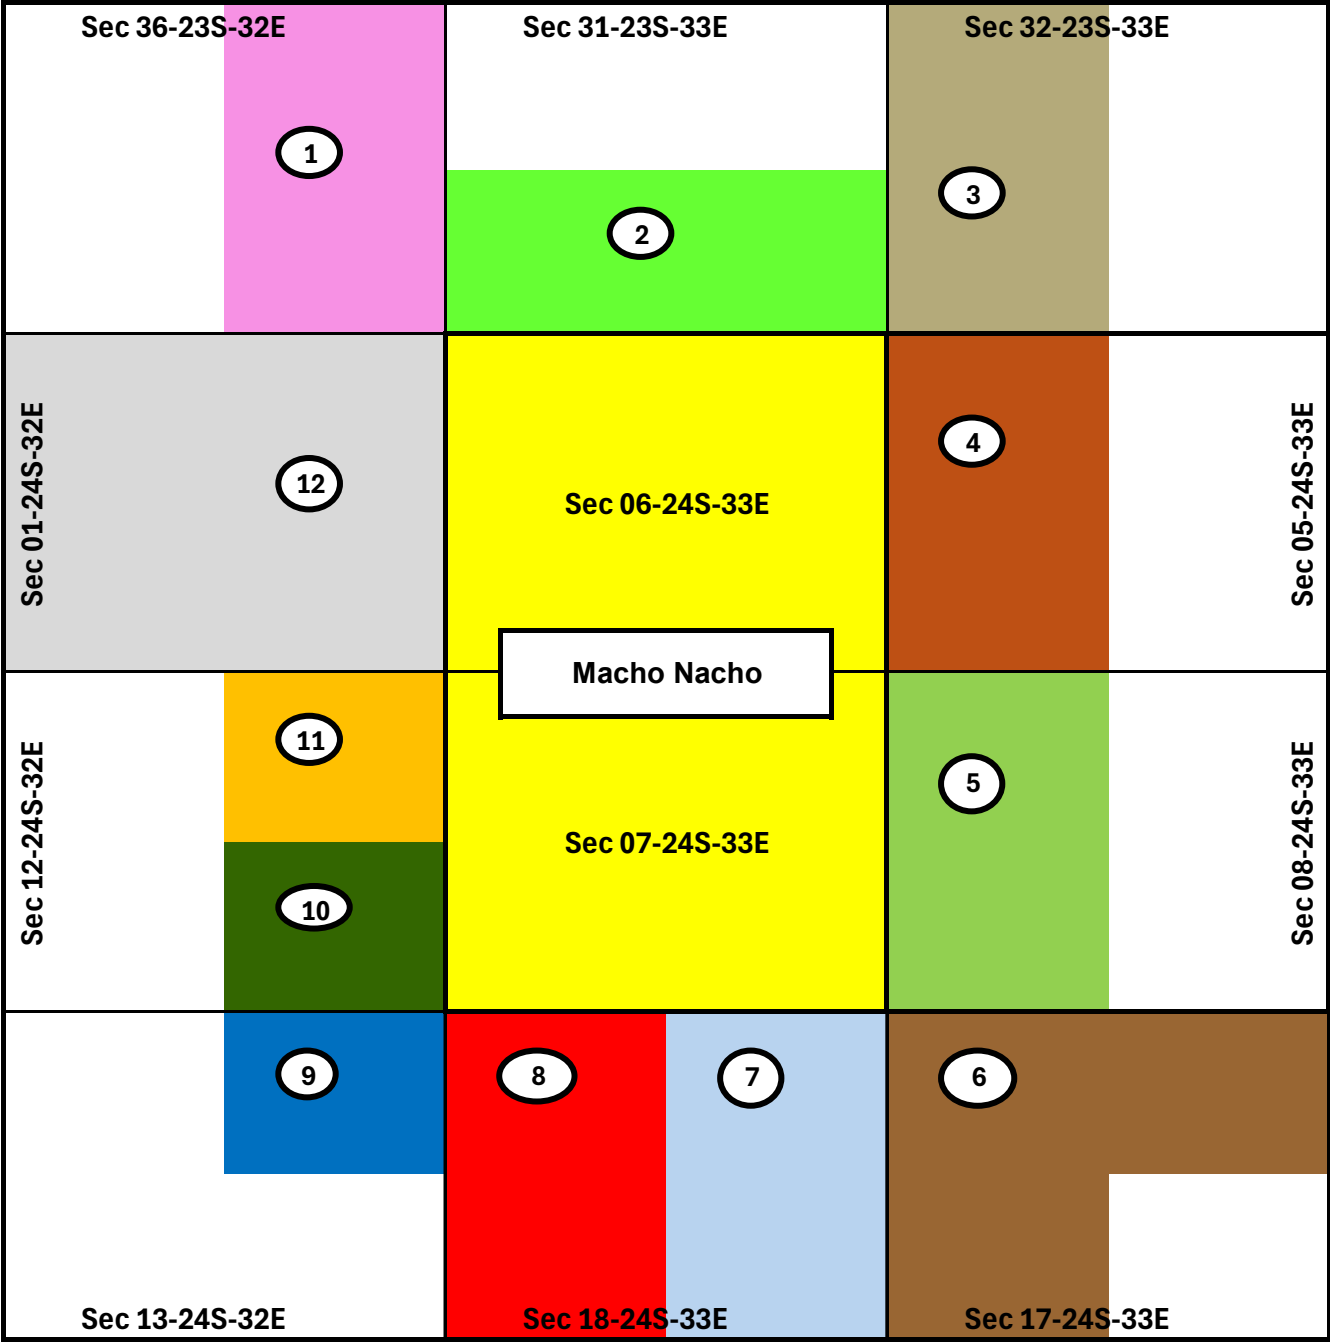 Sec 36-23S-32E
Sec 31-23S-33E
Sec 32-23S-33E
1
2
3
Sec 01-24S-32E
12
Sec 06-24S-33E
4
Sec 05-24S-33E
Macho Nacho
Sec 12-24S-32E
11
10
Sec 07-24S-33E
5
Sec 08-24S-33E
9
8
7
6
Sec 13-24S-32E
Sec 18-24S-33E
Sec 17-24S-33E